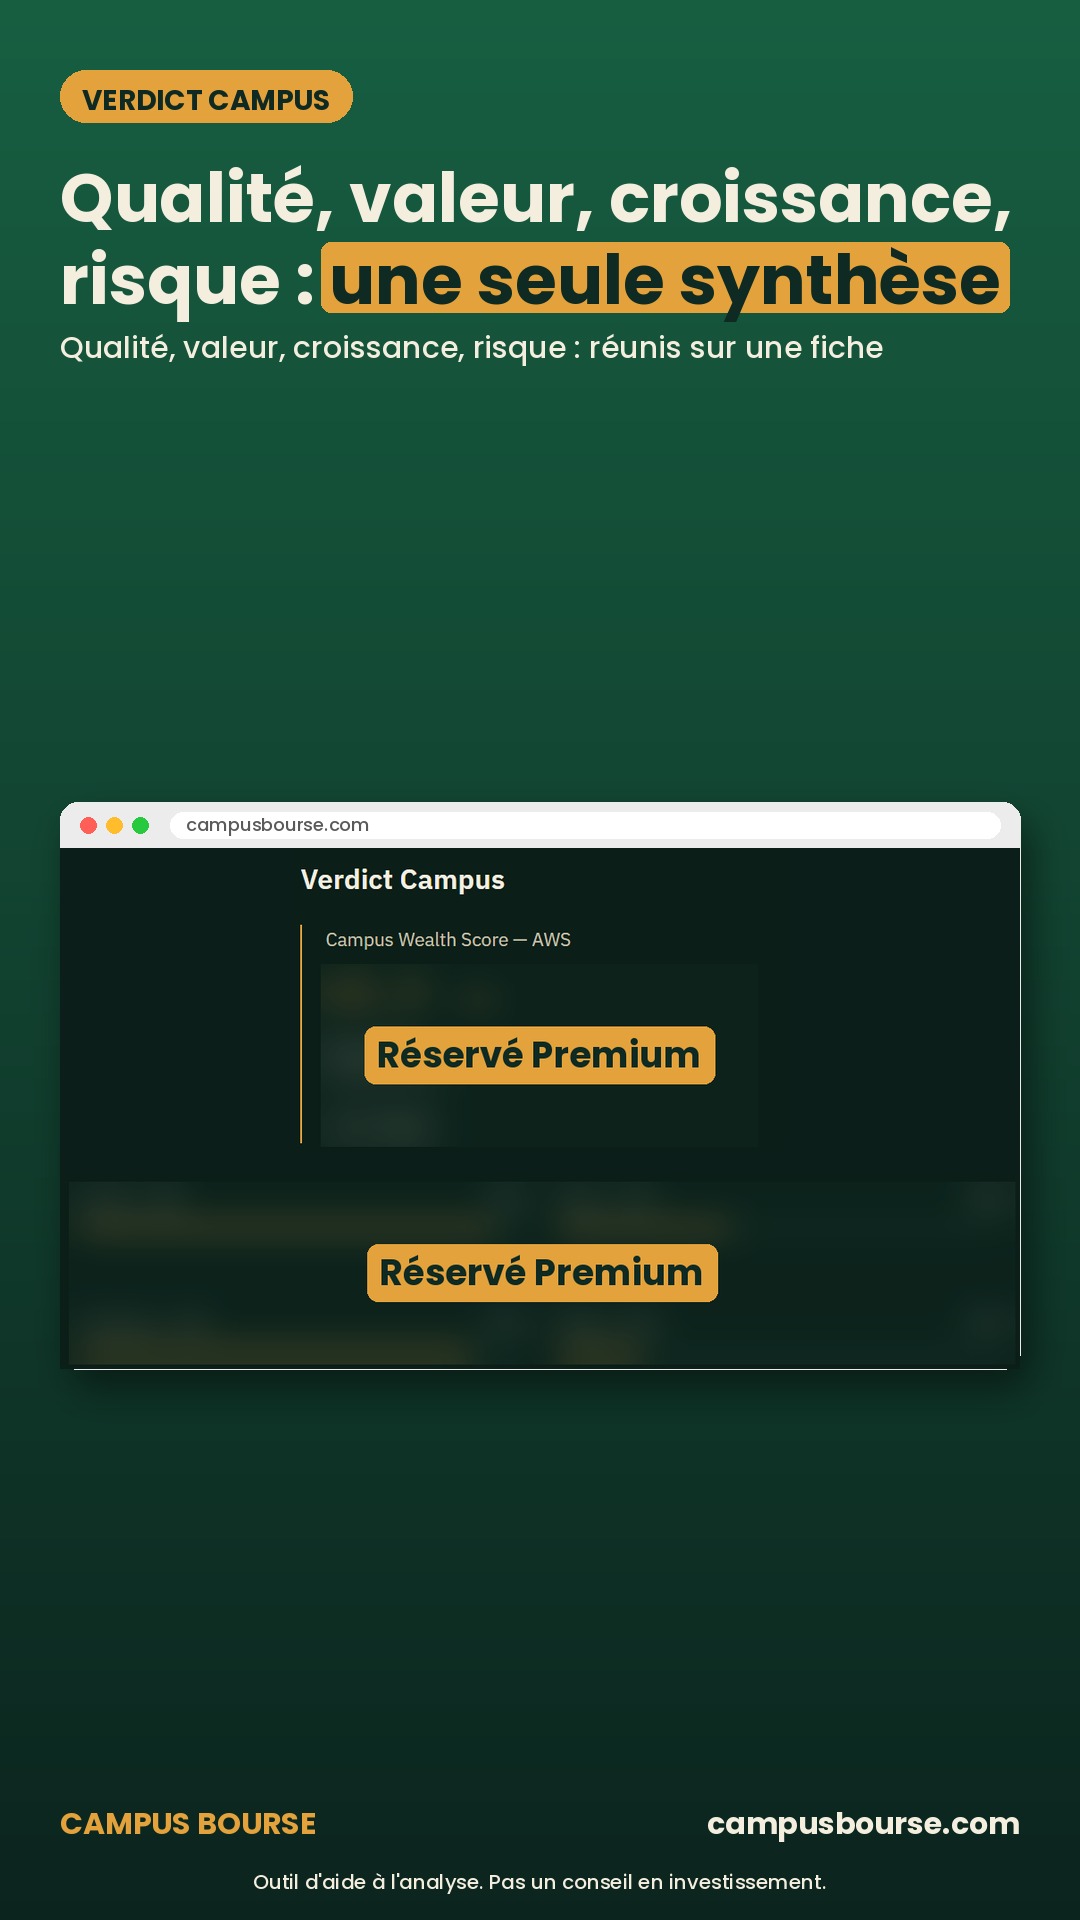 VERDICT CAMPUS
Qualité, valeur, croissance,
risque : une seule synthèse
Qualité, valeur, croissance, risque : réunis sur une fiche
campusbourse.com
Verdict Campus
Campus Wealth Score — AWS
Réservé Premium
Réservé Premium
CAMPUS BOURSE
campusbourse.com
Outil d'aide à l'analyse. Pas un conseil en investissement.